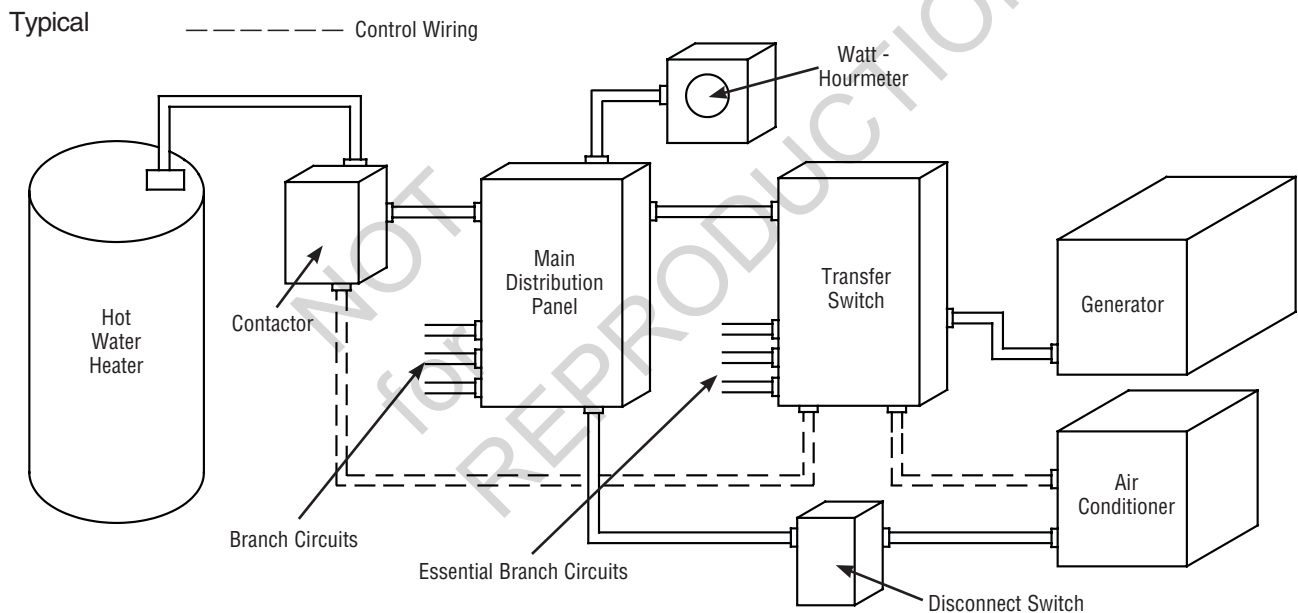 Typical
Control Wiring
Watt -
Hourmeter
Main
Distribution
Panel
Transfer
Switch
Generator
Hot
Water
Heater
Contactor
Air
Conditioner
Branch Circuits
Essential Branch Circuits
Disconnect Switch
NOT
for
REPRODUCTION